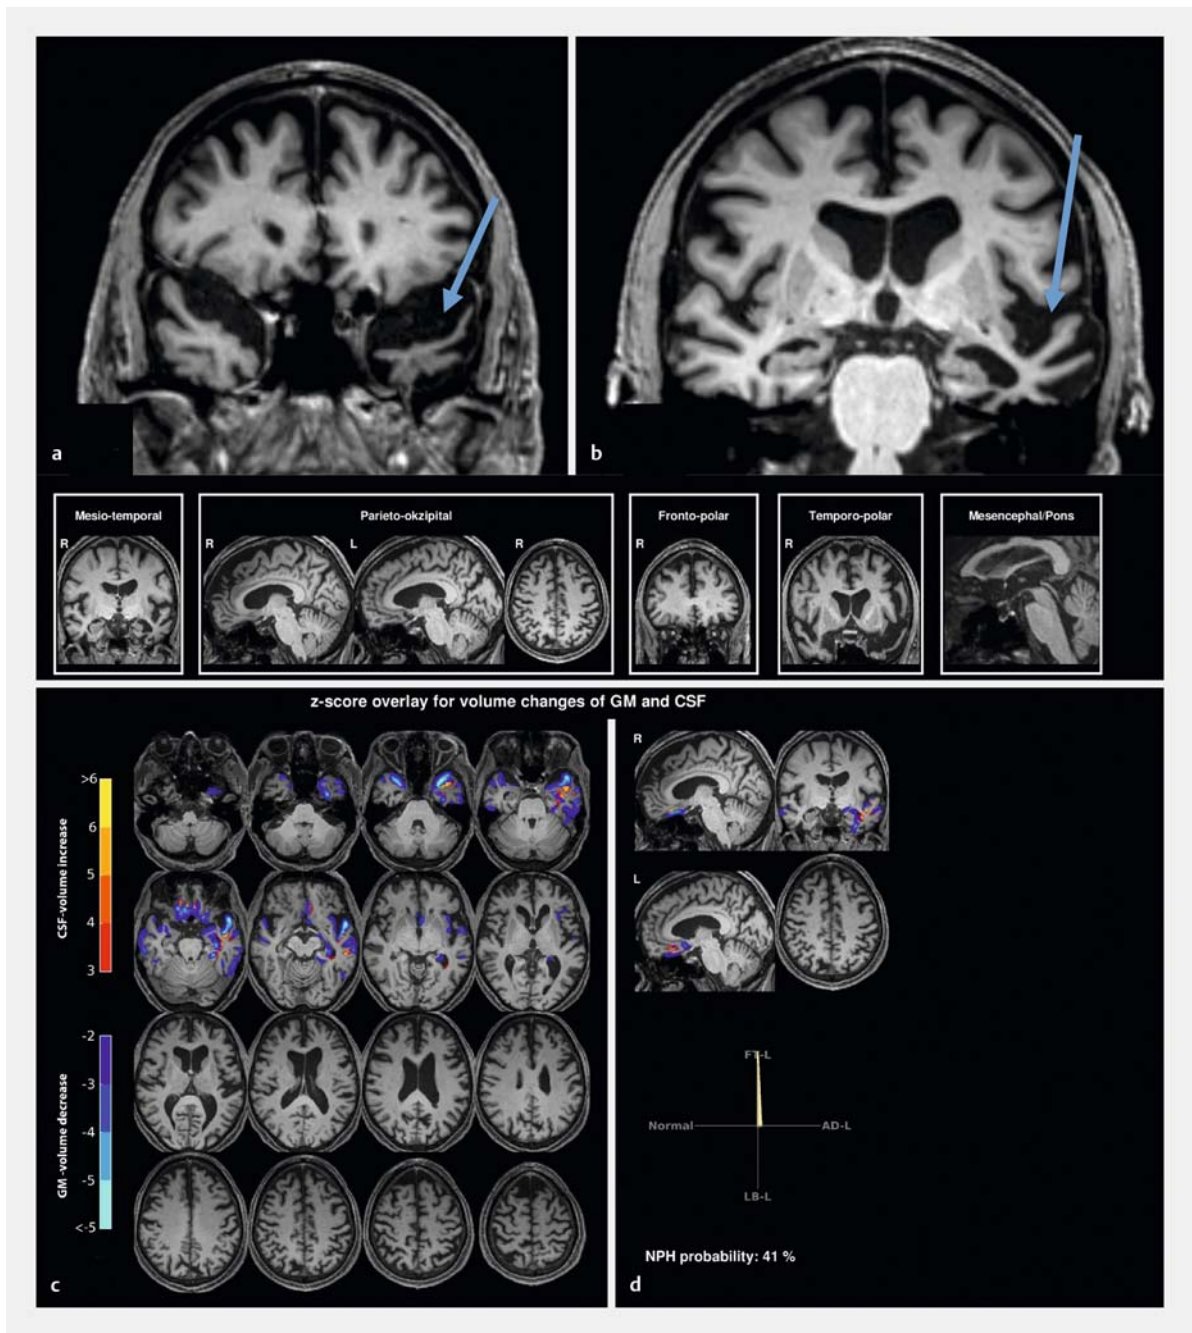 a
b
Mesio-temporal
R
Parieto-okzipital
R
L
R
Fronto-polar
R
Temporo-polar
R
Mesencephal/Pons
z-score overlay for volume changes of GM and CSF
>6
6
5
4
3
CSF-volume increase
-2
-3
-4
-5
<-5
GM -volume decrease
c
R
L
FT-L
Normal
AD-L
LB-L
NPH probability: 41 %
d